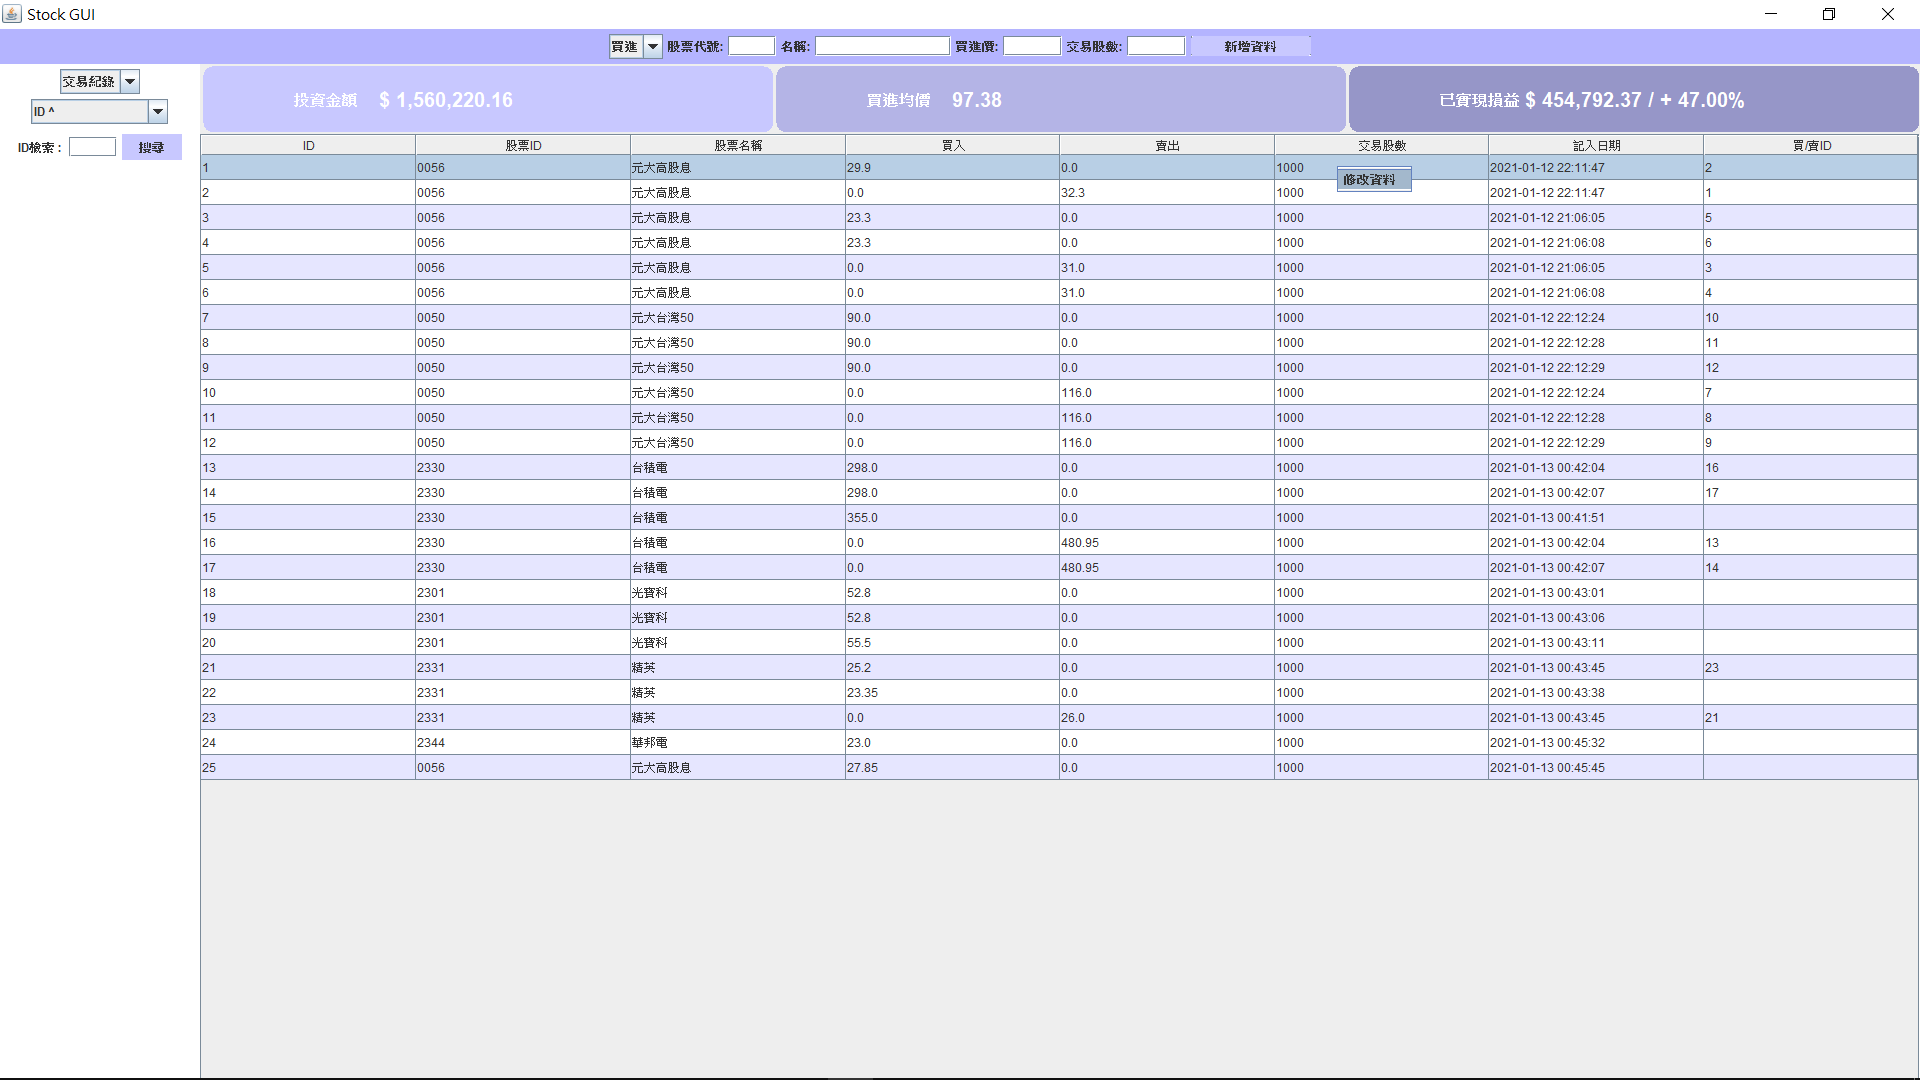 Stock GUI
買進 股票代號: 名稱: 買進價: 交易股數: 新增資料
交易紀錄
ID ^
ID檢索 : 搜尋
投資金額 $ 1,560,220.16
買進均價 97.38
已實現損益 $ 454,792.37 / + 47.00%
ID 股票ID 股票名稱 買入 賣出 交易股數 記入日期 買/賣ID
1 0056 元大高股息 29.9 0.0 1000 2021-01-12 22:11:47 2
修改資料
2 0056 元大高股息 0.0 32.3 1000 2021-01-12 22:11:47 1
3 0056 元大高股息 23.3 0.0 1000 2021-01-12 21:06:05 5
4 0056 元大高股息 23.3 0.0 1000 2021-01-12 21:06:08 6
5 0056 元大高股息 0.0 31.0 1000 2021-01-12 21:06:05 3
6 0056 元大高股息 0.0 31.0 1000 2021-01-12 21:06:08 4
7 0050 元大台灣50 90.0 0.0 1000 2021-01-12 22:12:24 10
8 0050 元大台灣50 90.0 0.0 1000 2021-01-12 22:12:28 11
9 0050 元大台灣50 90.0 0.0 1000 2021-01-12 22:12:29 12
10 0050 元大台灣50 0.0 116.0 1000 2021-01-12 22:12:24 7
11 0050 元大台灣50 0.0 116.0 1000 2021-01-12 22:12:28 8
12 0050 元大台灣50 0.0 116.0 1000 2021-01-12 22:12:29 9
13 2330 台積電 298.0 0.0 1000 2021-01-13 00:42:04 16
14 2330 台積電 298.0 0.0 1000 2021-01-13 00:42:07 17
15 2330 台積電 355.0 0.0 1000 2021-01-13 00:41:51
16 2330 台積電 0.0 480.95 1000 2021-01-13 00:42:04 13
17 2330 台積電 0.0 480.95 1000 2021-01-13 00:42:07 14
18 2301 光寶科 52.8 0.0 1000 2021-01-13 00:43:01
19 2301 光寶科 52.8 0.0 1000 2021-01-13 00:43:06
20 2301 光寶科 55.5 0.0 1000 2021-01-13 00:43:11
21 2331 精英 25.2 0.0 1000 2021-01-13 00:43:45 23
22 2331 精英 23.35 0.0 1000 2021-01-13 00:43:38
23 2331 精英 0.0 26.0 1000 2021-01-13 00:43:45 21
24 2344 華邦電 23.0 0.0 1000 2021-01-13 00:45:32
25 0056 元大高股息 27.85 0.0 1000 2021-01-13 00:45:45